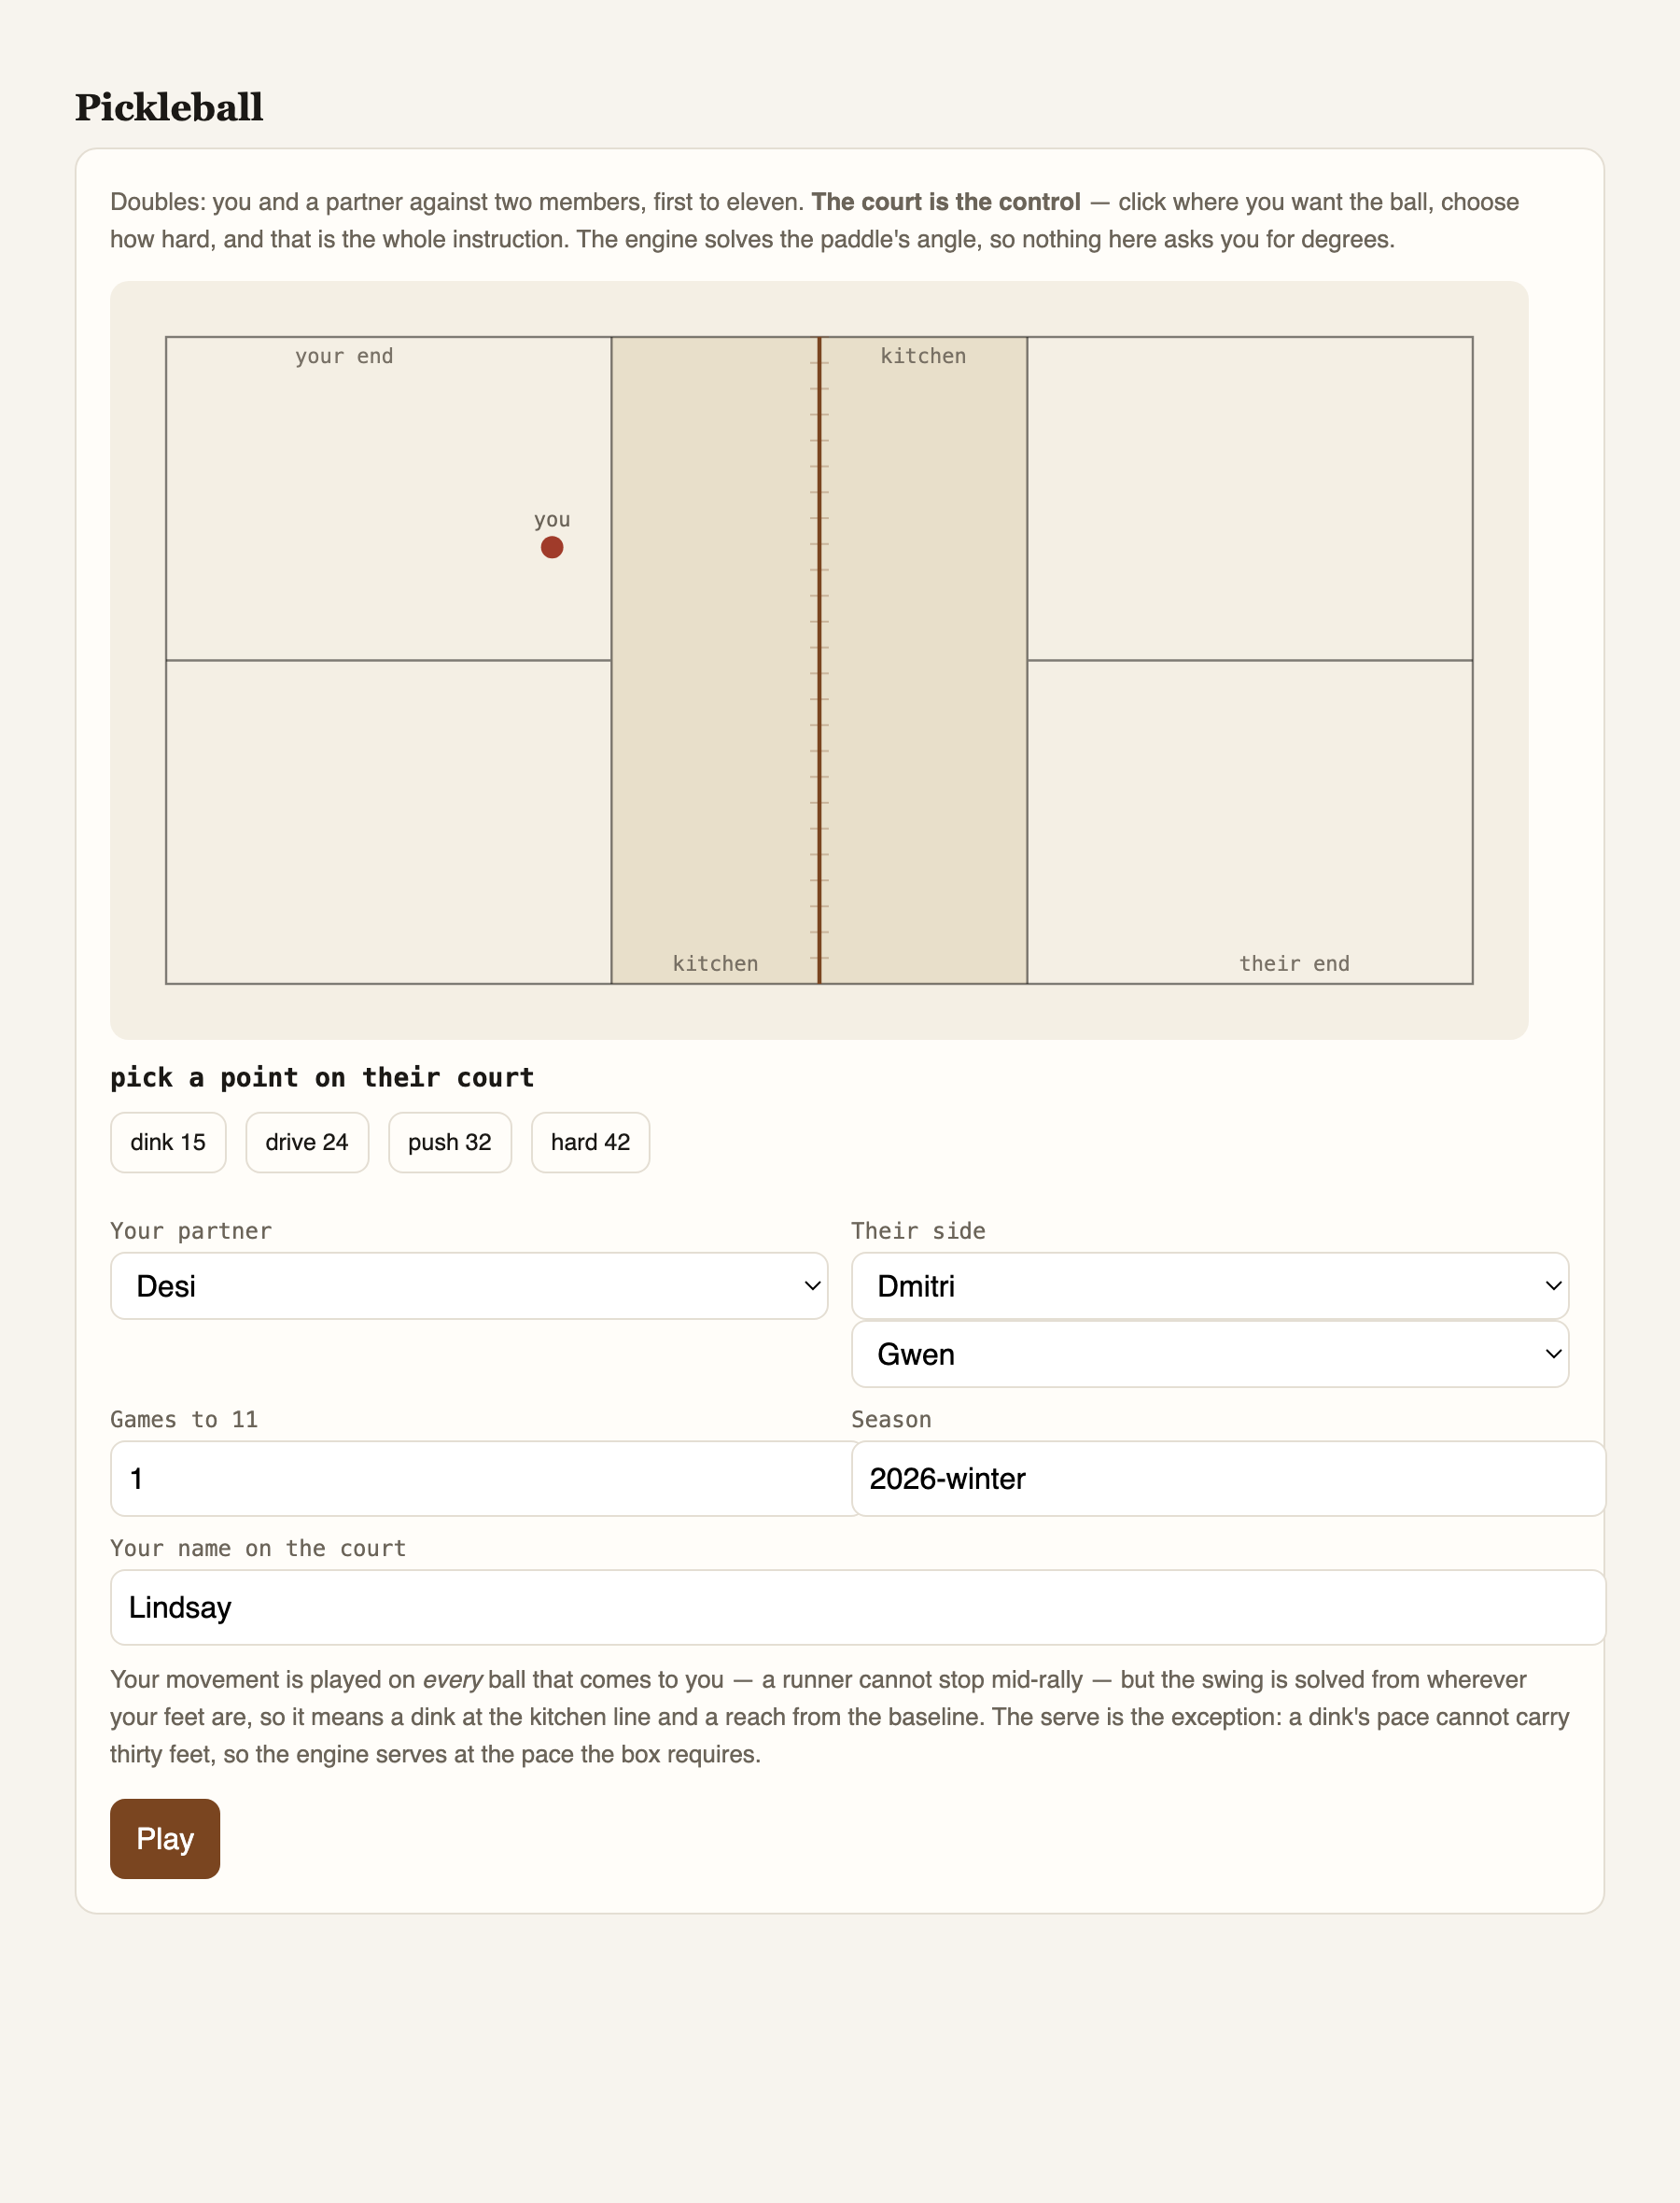 Pickleball
Doubles: you and a partner against two members, first to eleven. The court is the control — click where you want the ball, choose
how hard, and that is the whole instruction. The engine solves the paddle's angle, so nothing here asks you for degrees.
your end
kitchen
you
kitchen
their end
pick a point on their court
dink 15
drive 24
push 32
hard 42
Your partner
Their side
Desi
Dmitri
Gwen
Games to 11
Season
1
2026-winter
Your name on the court
Lindsay
Your movement is played on every ball that comes to you — a runner cannot stop mid-rally — but the swing is solved from wherever
your feet are, so it means a dink at the kitchen line and a reach from the baseline. The serve is the exception: a dink's pace cannot carry
thirty feet, so the engine serves at the pace the box requires.
Play